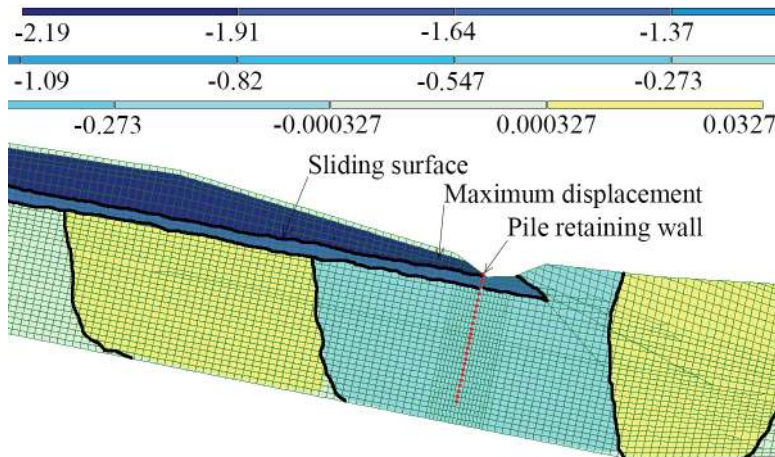 -2.19 -1.91 -1.64 -1.37
-1.09 -0.82 -0.547 -0.273
-0.273 -0.000327 0.000327 0.0327
Sliding surface
Maximum displacement
Pile retaining wall